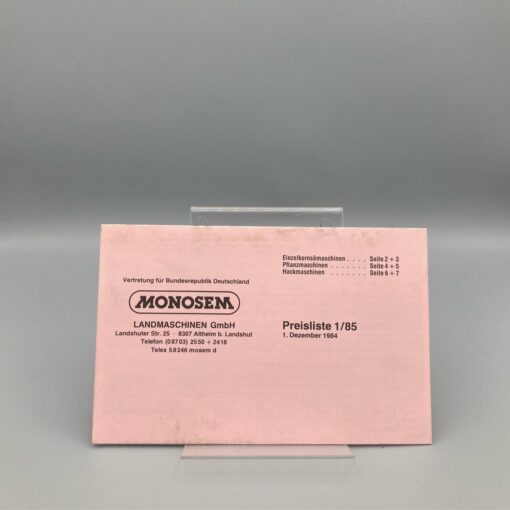 Einzelkornsämaschinen . . . . Seite 2 + 3
Pflanzmaschinen . . . . . . . . Seite 4 + 5
Hackmaschinen . . . . . . . . . Seite 6 + 7
Vertretung für Bundesrepublik Deutschland
MONOSEM
LANDMASCHINEN GmbH
Landshuter Str. 25 · 8307 Altheim b. Landshut
Telefon (08703) 2550 + 2418
Telex 58246 mosem d
Preisliste 1/85
1. Dezember 1984